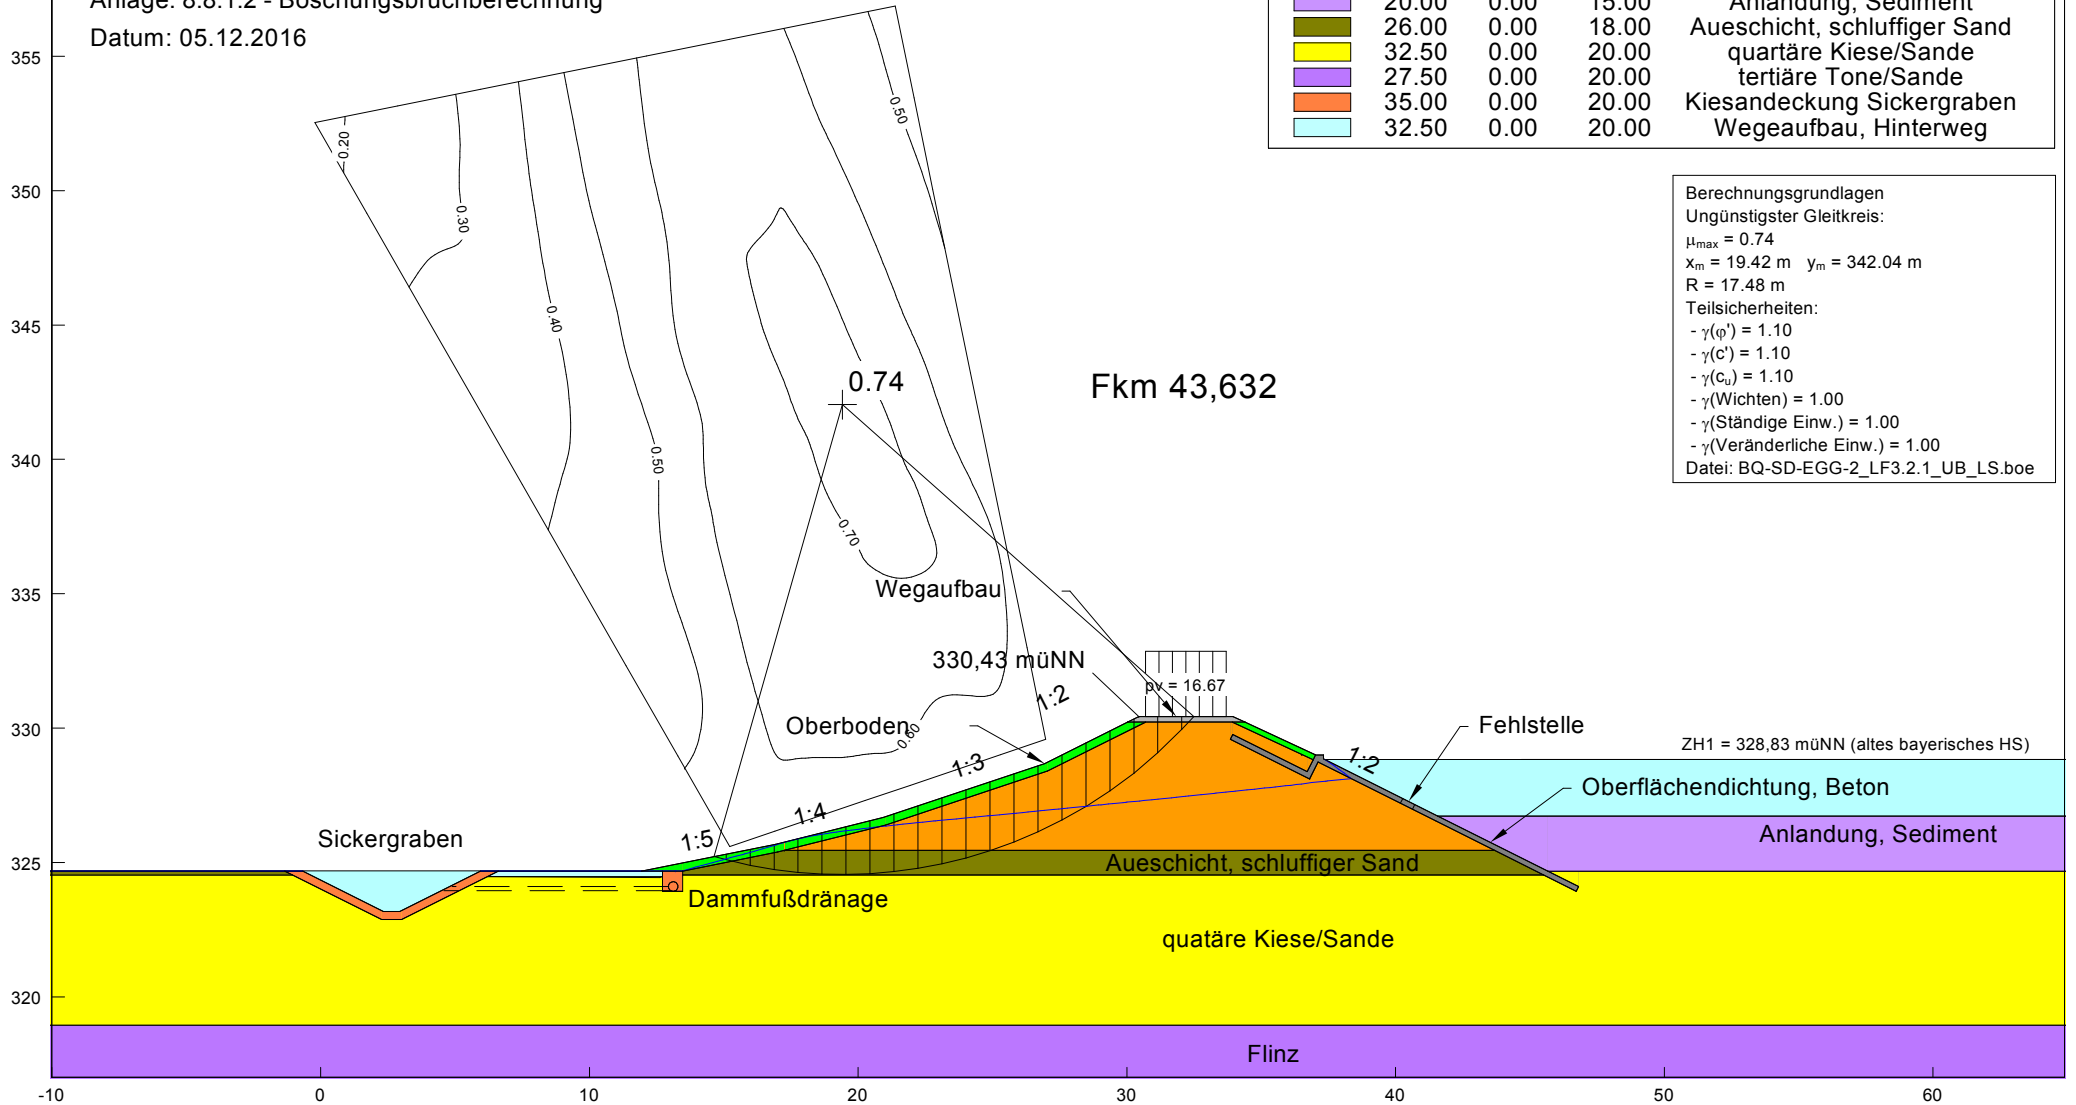 Anlage: 8.8.1.2 - Böschungsbruchberechnung
Datum: 05.12.2016
20.00 0.00 15.00 Anlandung, Sediment
26.00 0.00 18.00 Aueschicht, schluffiger Sand
32.50 0.00 20.00 quartäre Kiese/Sande
27.50 0.00 20.00 tertiäre Tone/Sande
35.00 0.00 20.00 Kiesandeckung Sickergraben
32.50 0.00 20.00 Wegeaufbau, Hinterweg
Berechnungsgrundlagen
Ungünstigster Gleitkreis:
μmax = 0.74
xm = 19.42 m ym = 342.04 m
R = 17.48 m
Teilsicherheiten:
- γ(φ') = 1.10
- γ(c') = 1.10
- γ(cu) = 1.10
- γ(Wichten) = 1.00
- γ(Ständige Einw.) = 1.00
- γ(Veränderliche Einw.) = 1.00
Datei: BQ-SD-EGG-2_LF3.2.1_UB_LS.boe
355
350
345
340
335
330
325
320
0.20
0.30
0.40
0.50
0.50
0.70
0.60
0.74
Fkm 43,632
Wegaufbau
330,43 müNN
pv = 16.67
1:2
Oberboden
1:3
1:4
1:5
Fehlstelle
1:2
ZH1 = 328,83 müNN (altes bayerisches HS)
Oberflächendichtung, Beton
Anlandung, Sediment
Sickergraben
Aueschicht, schluffiger Sand
Dammfußdränage
quatäre Kiese/Sande
Flinz
-10 0 10 20 30 40 50 60